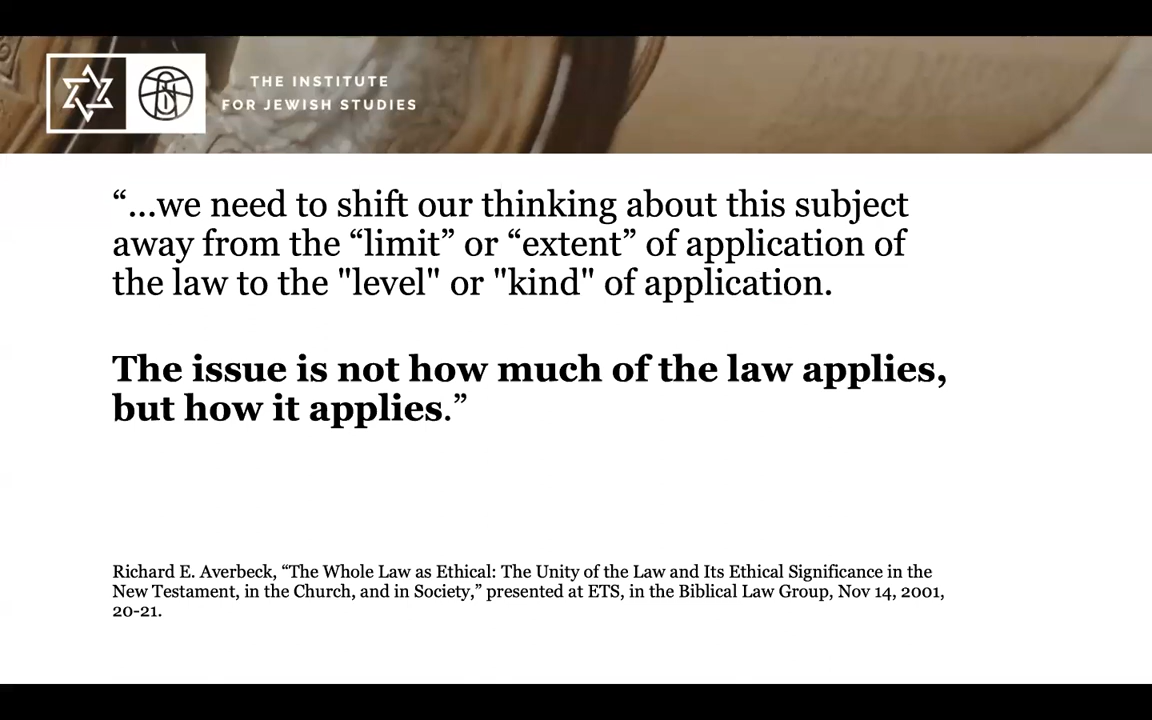 THE INSTITUTE
FOR JEWISH STUDIES
“…we need to shift our thinking about this subject
away from the “limit” or “extent” of application of
the law to the "level" or "kind" of application.
The issue is not how much of the law applies,
but how it applies.”
Richard E. Averbeck, “The Whole Law as Ethical: The Unity of the Law and Its Ethical Significance in the
New Testament, in the Church, and in Society,” presented at ETS, in the Biblical Law Group, Nov 14, 2001,
20-21.